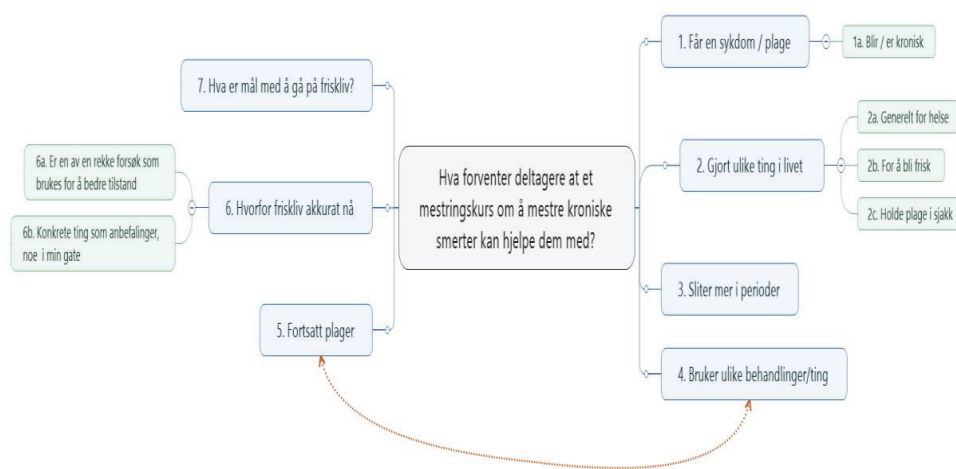 Hva forventer deltagere at et
mestringskurs om å mestre kroniske
smerter kan hjelpe dem med?
1. Får en sykdom / plage
1a. Blir / er kronisk
2. Gjort ulike ting i livet
2a. Generelt for helse
2b. For å bli frisk
2c. Holde plage i sjakk
3. Sliter mer i perioder
4. Bruker ulike behandlinger/ting
5. Fortsatt plager
6. Hvorfor friskliv akkurat nå
6a. Er en av en rekke forsøk som
brukes for å bedre tilstand
6b. Konkrete ting som anbefalinger,
noe i min gate
7. Hva er mål med å gå på friskliv?